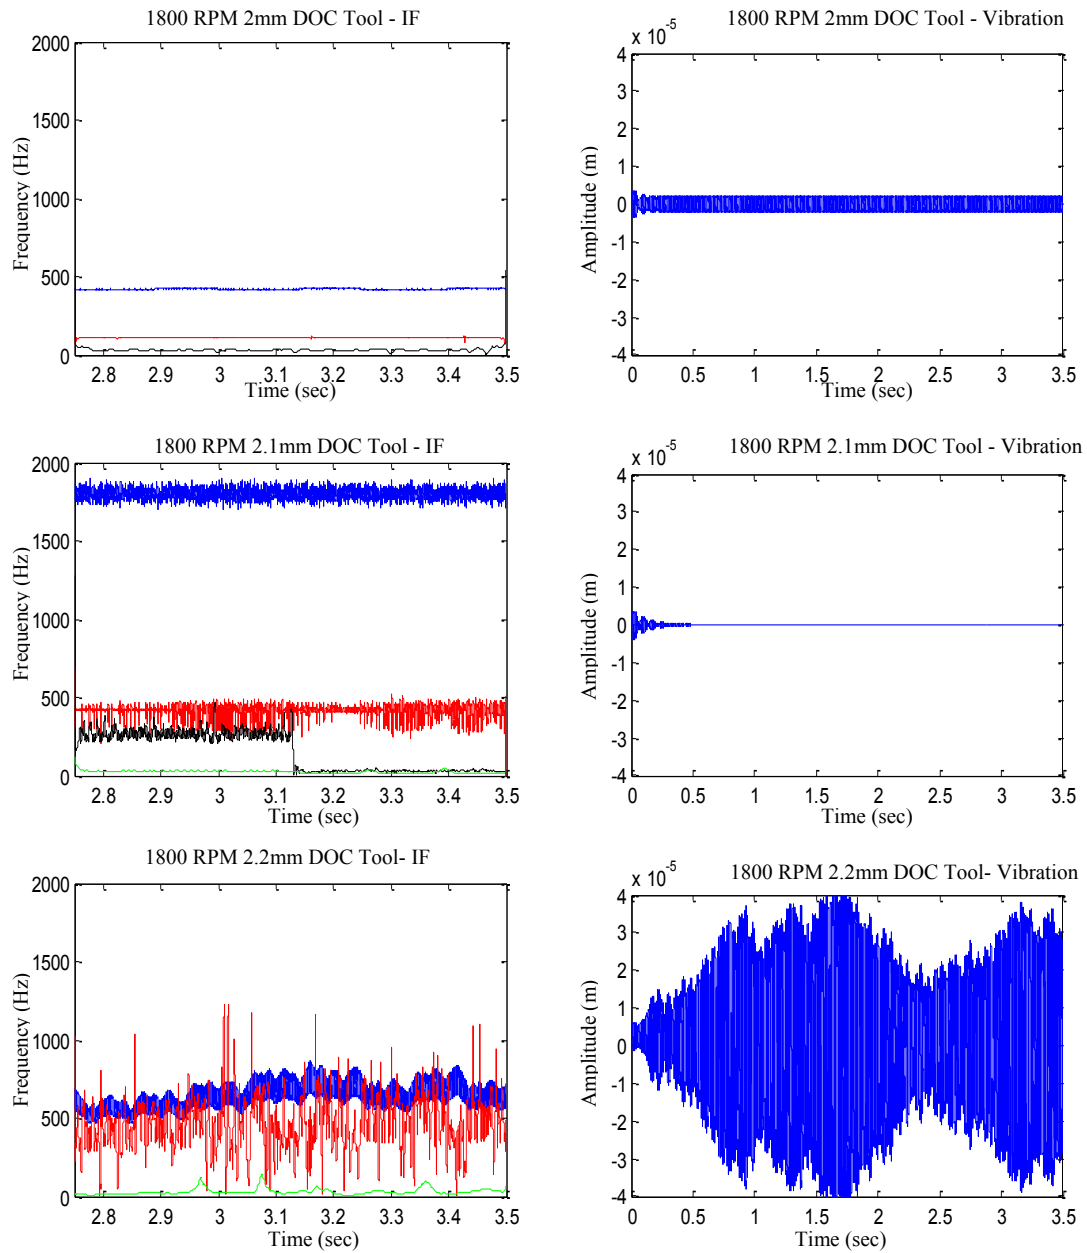 1800 RPM 2mm DOC Tool - IF
2000
1500
1000
500
0
Frequency (Hz)
2.8 2.9 3 3.1 3.2 3.3 3.4 3.5
Time (sec)
1800 RPM 2mm DOC Tool - Vibration
x 10-5
4
3
2
1
0
-1
-2
-3
-4
Amplitude (m)
0 0.5 1 1.5 2 2.5 3 3.5
Time (sec)
1800 RPM 2.1mm DOC Tool - IF
2000
1500
1000
500
0
Frequency (Hz)
2.8 2.9 3 3.1 3.2 3.3 3.4 3.5
Time (sec)
1800 RPM 2.1mm DOC Tool - Vibration
x 10-5
4
3
2
1
0
-1
-2
-3
-4
Amplitude (m)
0 0.5 1 1.5 2 2.5 3 3.5
Time (sec)
1800 RPM 2.2mm DOC Tool- IF
2000
1500
1000
500
0
Frequency (Hz)
2.8 2.9 3 3.1 3.2 3.3 3.4 3.5
Time (sec)
1800 RPM 2.2mm DOC Tool- Vibration
x 10-5
4
3
2
1
0
-1
-2
-3
-4
Amplitude (m)
0 0.5 1 1.5 2 2.5 3 3.5
Time (sec)